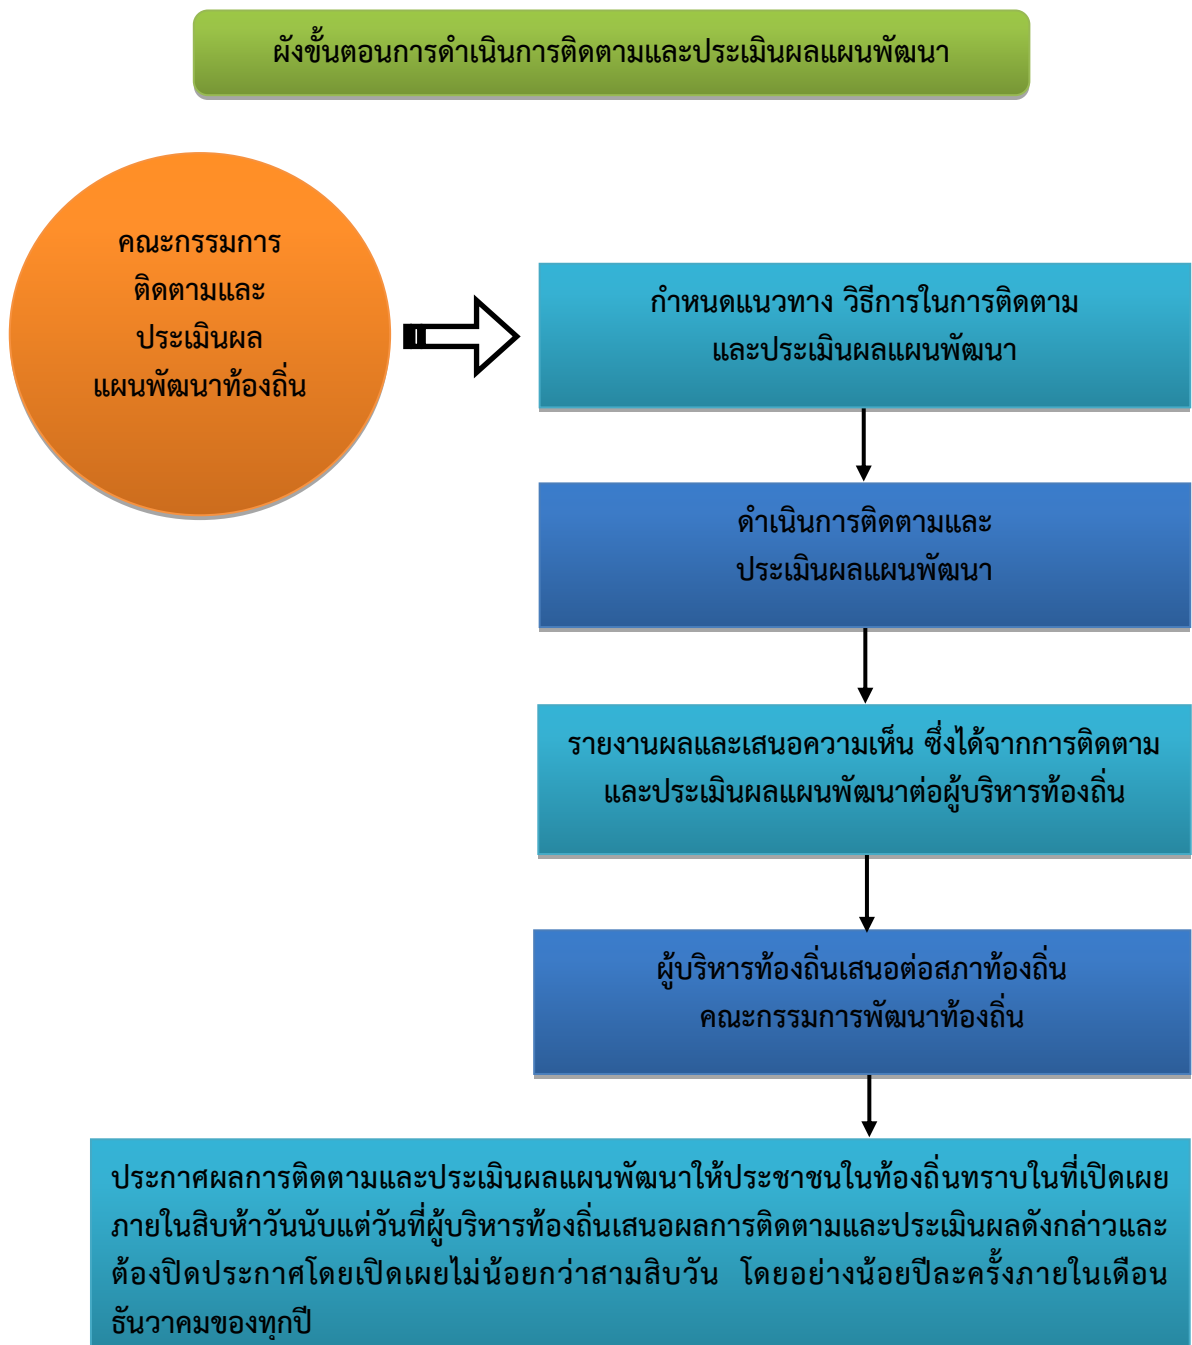 ผังขั้นตอนการดำเนินการติดตามและประเมินผลแผนพัฒนา
คณะกรรมการ
ติดตามและ
ประเมินผล
แผนพัฒนาท้องถิ่น
กำหนดแนวทาง วิธีการในการติดตาม
และประเมินผลแผนพัฒนา
ดำเนินการติดตามและ
ประเมินผลแผนพัฒนา
รายงานผลและเสนอความเห็น ซึ่งได้จากการติดตาม
และประเมินผลแผนพัฒนาต่อผู้บริหารท้องถิ่น
ผู้บริหารท้องถิ่นเสนอต่อสภาท้องถิ่น
คณะกรรมการพัฒนาท้องถิ่น
ประกาศผลการติดตามและประเมินผลแผนพัฒนาให้ประชาชนในท้องถิ่นทราบในที่เปิดเผย
ภายในสิบห้าวันนับแต่วันที่ผู้บริหารท้องถิ่นเสนอผลการติดตามและประเมินผลดังกล่าวและ
ต้องปิดประกาศโดยเปิดเผยไม่น้อยกว่าสามสิบวัน โดยอย่างน้อยปีละครั้งภายในเดือน
ธันวาคมของทุกปี